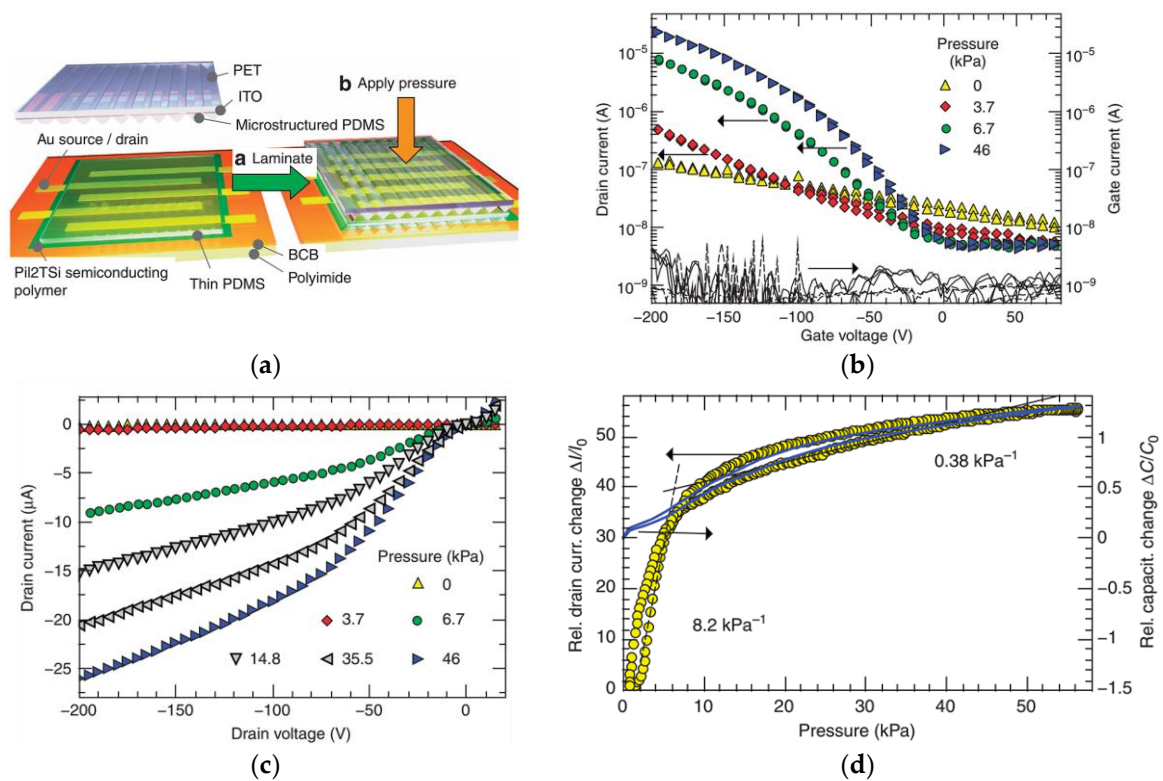 PET
ITO
Microstructured PDMS
Au source / drain
b Apply pressure
a Laminate
PiI2TSi semiconducting
polymer
Thin PDMS
BCB
Polyimide
(a)
Drain current (A)
10⁻⁵
10⁻⁶
10⁻⁷
10⁻⁸
10⁻⁹
Pressure
(kPa)
0
3.7
6.7
46
10⁻⁵
10⁻⁶
10⁻⁷
10⁻⁸
10⁻⁹
Gate current (A)
−200 −150 −100 −50 0 50
Gate voltage (V)
(b)
Drain current (μA)
0
−5
−10
−15
−20
−25
Pressure (kPa)
0
3.7 6.7
14.8 35.5 46
−200 −150 −100 −50 0
Drain voltage (V)
(c)
Rel. drain curr. change ΔI/I₀
50
40
30
20
10
0
0.38 kPa⁻¹
8.2 kPa⁻¹
1
0.5
0
−0.5
−1
−1.5
Rel. capacit. change ΔC/C₀
0 10 20 30 40 50
Pressure (kPa)
(d)